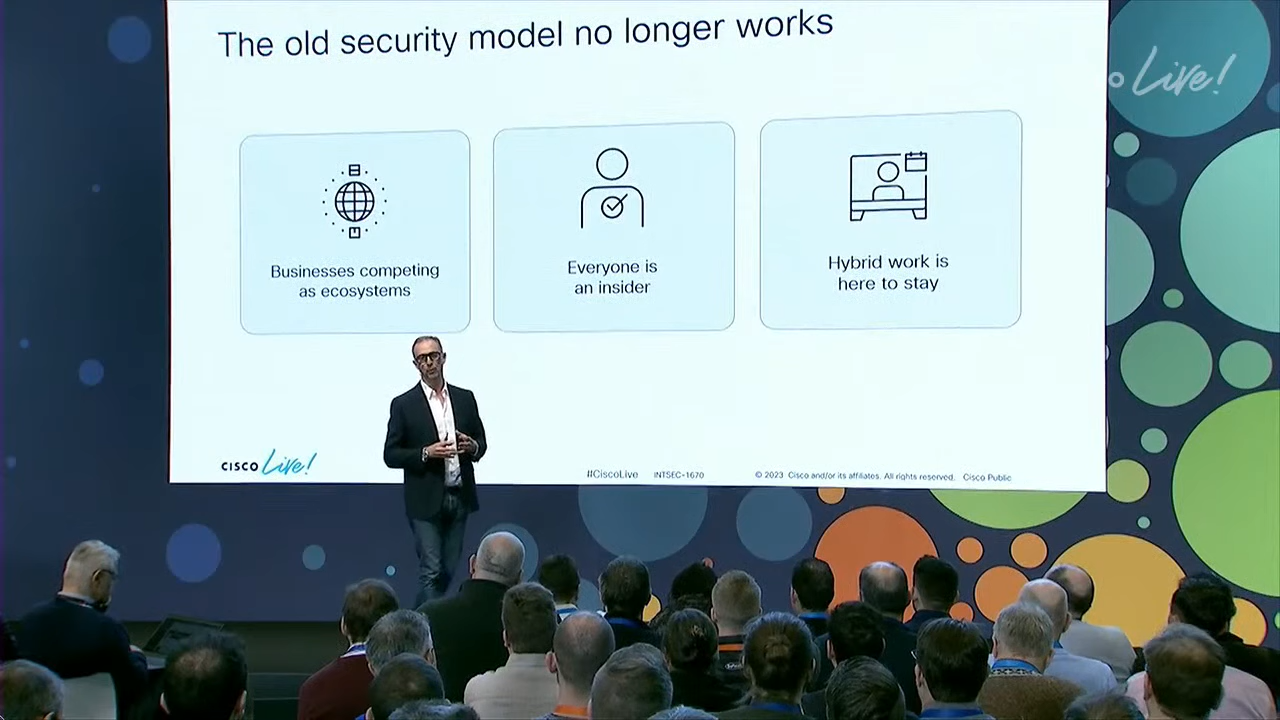 The old security model no longer works
o Live!
Businesses competing
as ecosystems
Everyone is
an insider
Hybrid work is
here to stay
CISCO Live!
#CiscoLive INTSEC-1670 © 2023 Cisco and/or its affiliates. All rights reserved. Cisco Public